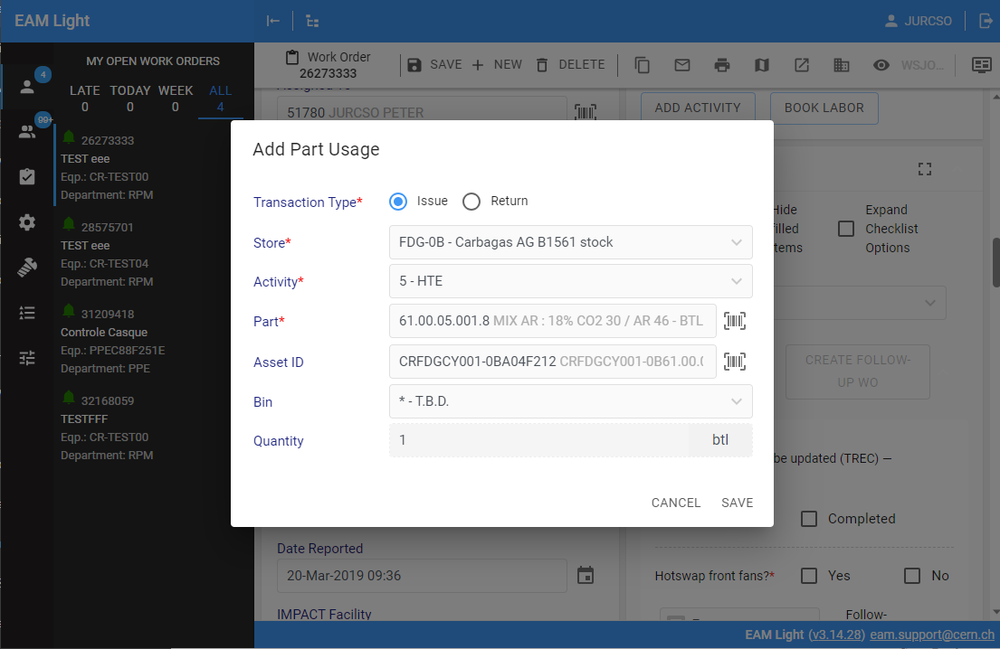 EAM Light
JURCSO
MY OPEN WORK ORDERS
LATE TODAY WEEK ALL
0 0 0 4
4
99+
26273333
TEST eee
Eqp.: CR-TEST00
Department: RPM
28575701
TEST eee
Eqp.: CR-TEST04
Department: RPM
31209418
Controle Casque
Eqp.: PPEC88F251E
Department: PPE
32168059
TESTFFF
Eqp.: CR-TEST00
Department: RPM
Work Order
26273333
SAVE NEW DELETE
WSJO...
51780 JURCSO PETER
ADD ACTIVITY BOOK LABOR
Add Part Usage
Transaction Type* Issue Return
Store* FDG-0B - Carbagas AG B1561 stock
Activity* 5 - HTE
Part* 61.00.05.001.8 MIX AR : 18% CO2 30 / AR 46 - BTL
Asset ID CRFDGCY001-0BA04F212 CRFDGCY001-0B61.00.0
Bin * - T.B.D.
Quantity 1 btl
CANCEL SAVE
Hide
filled
items
Expand
Checklist
Options
CREATE FOLLOW-
UP WO
be updated (TREC) —
Completed
Hotswap front fans?* Yes No
Follow-
Date Reported
20-Mar-2019 09:36
IMPACT Facility
EAM Light (v3.14.28) eam.support@cern.ch